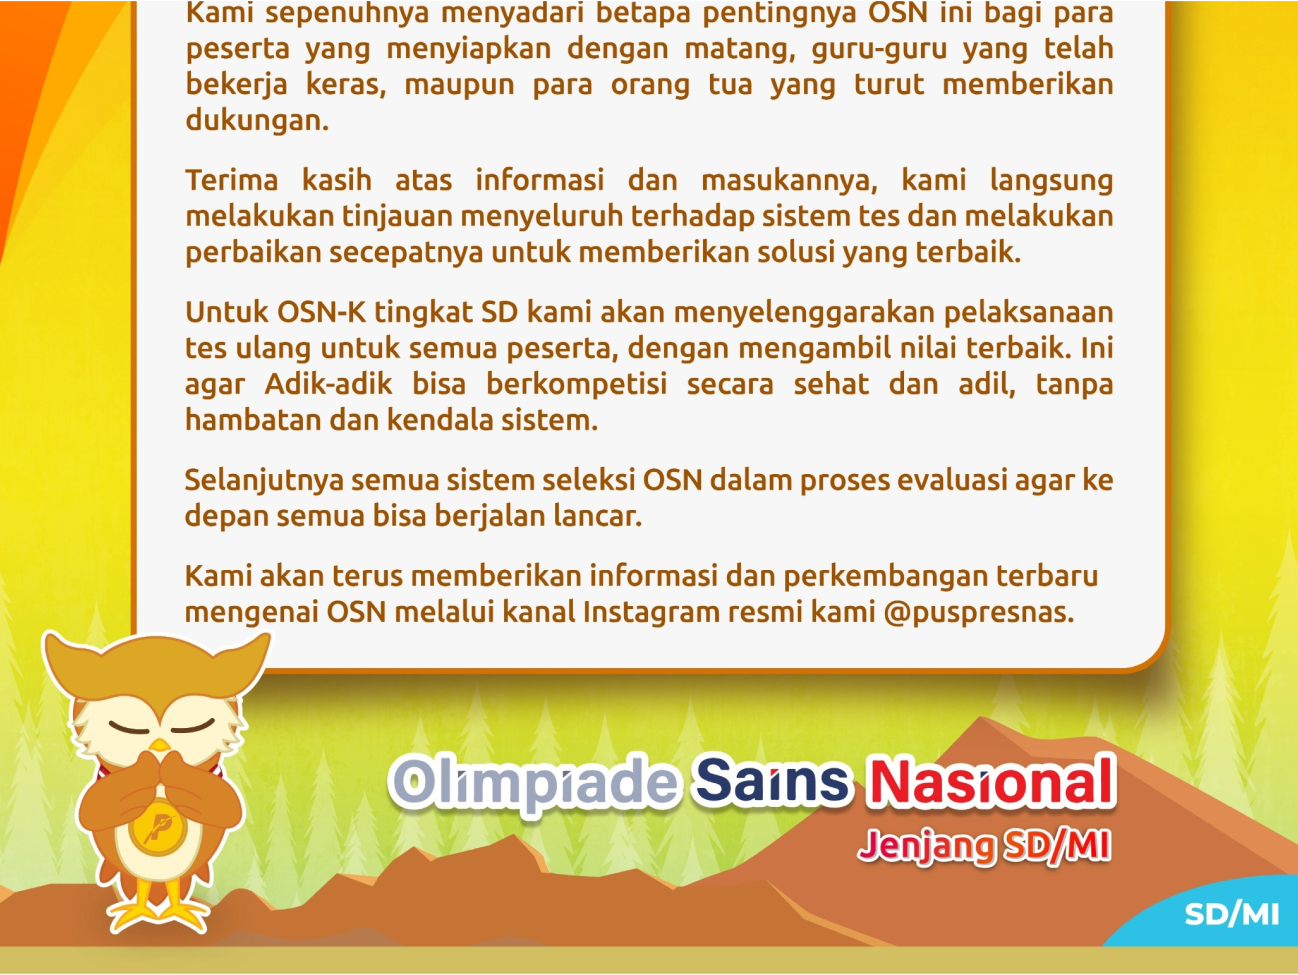 Kami sepenuhnya menyadari betapa pentingnya OSN ini bagi para
peserta yang menyiapkan dengan matang, guru-guru yang telah
bekerja keras, maupun para orang tua yang turut memberikan
dukungan.
Terima kasih atas informasi dan masukannya, kami langsung
melakukan tinjauan menyeluruh terhadap sistem tes dan melakukan
perbaikan secepatnya untuk memberikan solusi yang terbaik.
Untuk OSN-K tingkat SD kami akan menyelenggarakan pelaksanaan
tes ulang untuk semua peserta, dengan mengambil nilai terbaik. Ini
agar Adik-adik bisa berkompetisi secara sehat dan adil, tanpa
hambatan dan kendala sistem.
Selanjutnya semua sistem seleksi OSN dalam proses evaluasi agar ke
depan semua bisa berjalan lancar.
Kami akan terus memberikan informasi dan perkembangan terbaru
mengenai OSN melalui kanal Instagram resmi kami @puspresnas.
Olimpiade Sains Nasional
Jenjang SD/MI
SD/MI